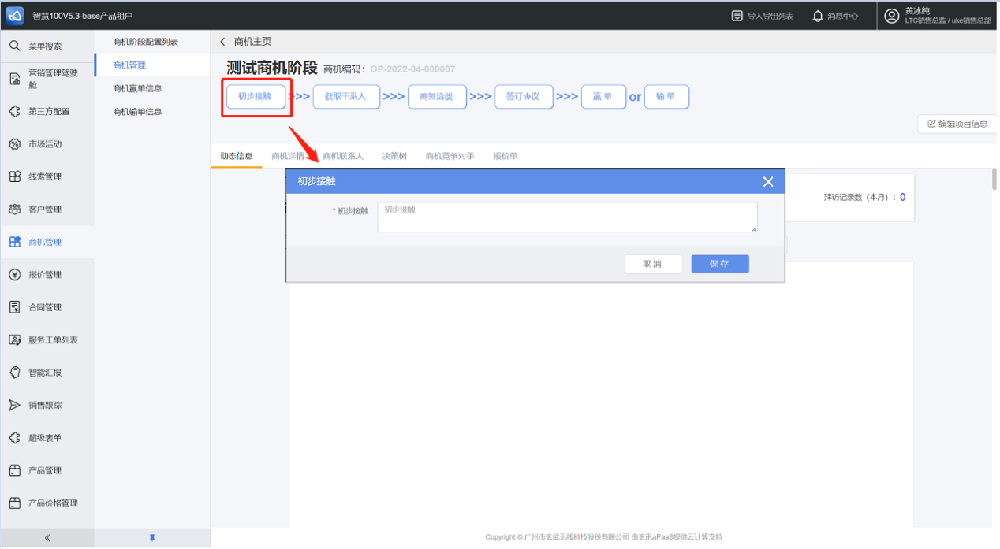 智慧100V5.3-base产品租户
导入导出列表
消息中心
黄冰纯
LTC销售总监 / uke销售总部
菜单搜索
营销管理驾驶
舱
第三方配置
市场活动
线索管理
客户管理
商机管理
报价管理
合同管理
服务工单列表
智能汇报
销售跟踪
超级表单
产品管理
产品价格管理
商机阶段配置列表
商机管理
商机赢单信息
商机输单信息
商机主页
测试商机阶段 商机编码: OP-2022-04-000007
初步接触 >>> 获取干系人 >>> 商务洽谈 >>> 签订协议 >>> 赢单 or 输单
编辑项目信息
动态信息 商机详情 商机联系人 决策树 商机竞争对手 报价单
初步接触
* 初步接触 初步接触
取消 保存
拜访记录数（本月）: 0
Copyright © 广州市玄武无线科技股份有限公司 由玄讯aPaaS提供云计算支持